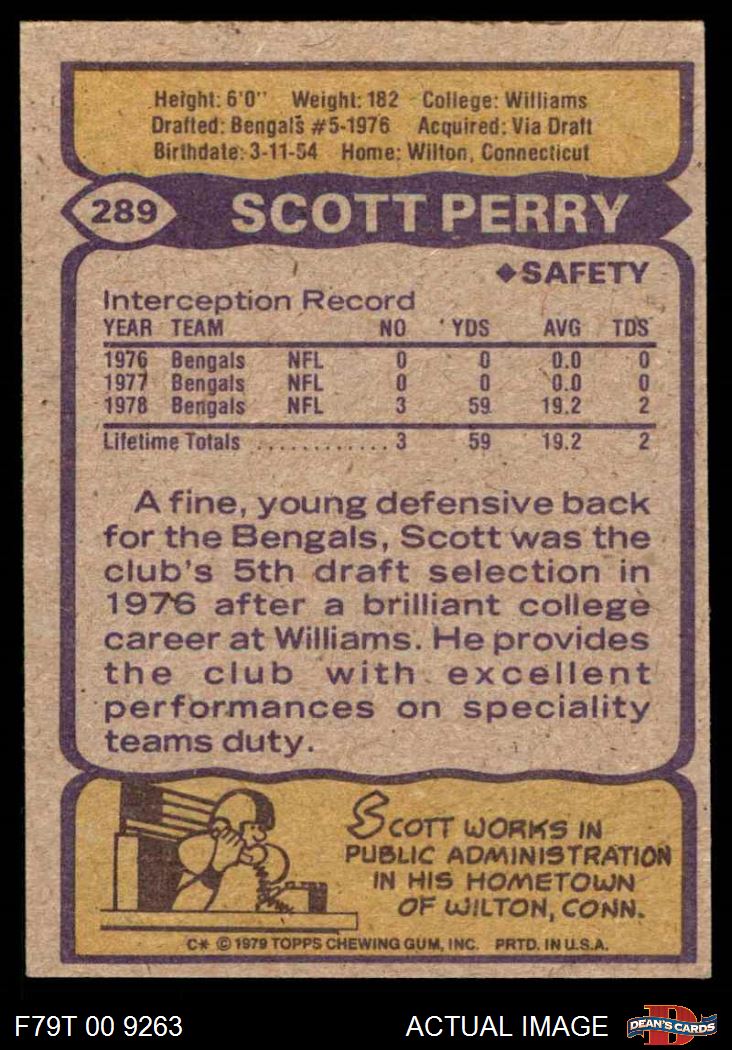 Height: 6'0" Weight: 182 College: Williams
Drafted: Bengals #5-1976 Acquired: Via Draft
Birthdate: 3-11-54 Home: Wilton, Connecticut
289 SCOTT PERRY
◆SAFETY
Interception Record
YEAR TEAM NO YDS AVG TDS
1976 Bengals NFL 0 0 0.0 0
1977 Bengals NFL 0 0 0.0 0
1978 Bengals NFL 3 59 19.2 2
Lifetime Totals ............ 3 59 19.2 2
A fine, young defensive back
for the Bengals, Scott was the
club's 5th draft selection in
1976 after a brilliant college
career at Williams. He provides
the club with excellent
performances on speciality
teams duty.
SCOTT WORKS IN
PUBLIC ADMINISTRATION
IN HIS HOMETOWN
OF WILTON, CONN.
C* © 1979 TOPPS CHEWING GUM, INC. PRTD. IN U.S.A.
F79T 00 9263 ACTUAL IMAGE D DEAN'S CARDS